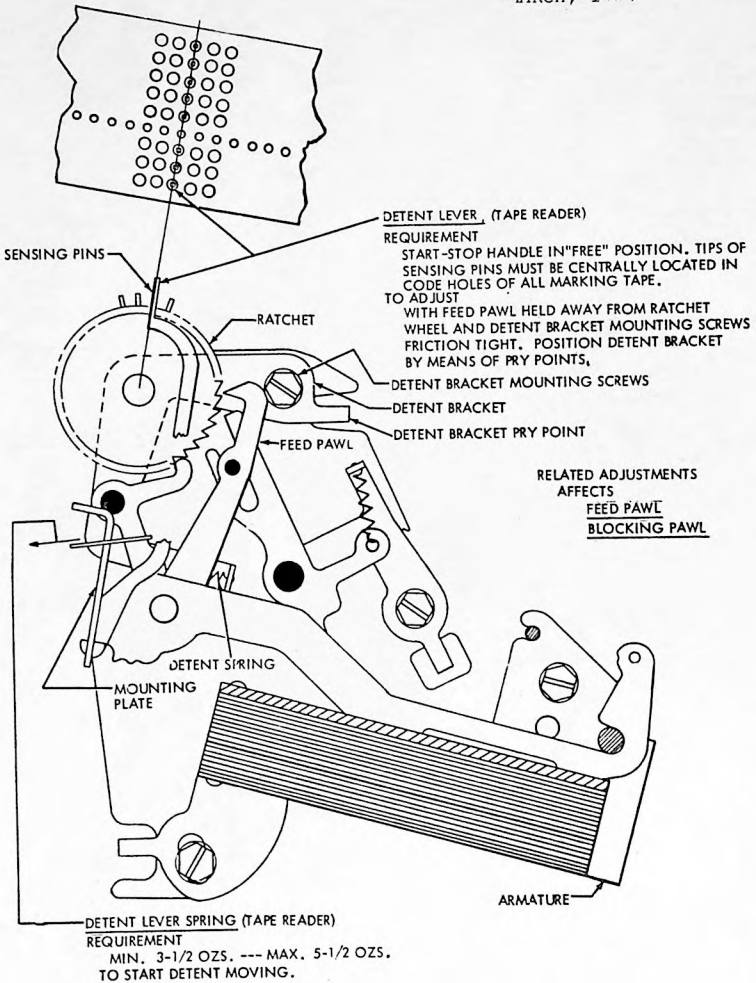 DETENT LEVER, (TAPE READER)
REQUIREMENT
START-STOP HANDLE IN "FREE" POSITION. TIPS OF
SENSING PINS MUST BE CENTRALLY LOCATED IN
CODE HOLES OF ALL MARKING TAPE.
TO ADJUST
WITH FEED PAWL HELD AWAY FROM RATCHET
WHEEL AND DETENT BRACKET MOUNTING SCREWS
FRICTION TIGHT. POSITION DETENT BRACKET
BY MEANS OF PRY POINTS.
SENSING PINS
RATCHET
DETENT BRACKET MOUNTING SCREWS
DETENT BRACKET
DETENT BRACKET PRY POINT
FEED PAWL
RELATED ADJUSTMENTS
AFFECTS
FEED PAWL
BLOCKING PAWL
DETENT SPRING
MOUNTING
PLATE
ARMATURE
DETENT LEVER SPRING (TAPE READER)
REQUIREMENT
MIN. 3-1/2 OZS. --- MAX. 5-1/2 OZS.
TO START DETENT MOVING.